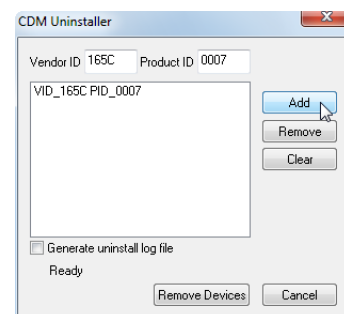 CDM Uninstaller
Vendor ID 165C Product ID 0007
VID_165C PID_0007
Add
Remove
Clear
Generate uninstall log file
Ready
Remove Devices Cancel